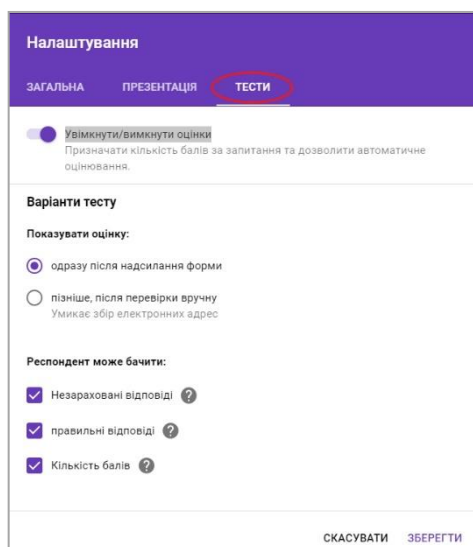 Налаштування
ЗАГАЛЬНА ПРЕЗЕНТАЦІЯ ТЕСТИ
Увімкнути/вимкнути оцінки
Призначати кількість балів за запитання та дозволити автоматичне
оцінювання.
Варіанти тесту
Показувати оцінку:
одразу після надсилання форми
пізніше, після перевірки вручну
Умикає збір електронних адрес
Респондент може бачити:
Незараховані відповіді ?
правильні відповіді ?
Кількість балів ?
СКАСУВАТИ ЗБЕРЕГТИ